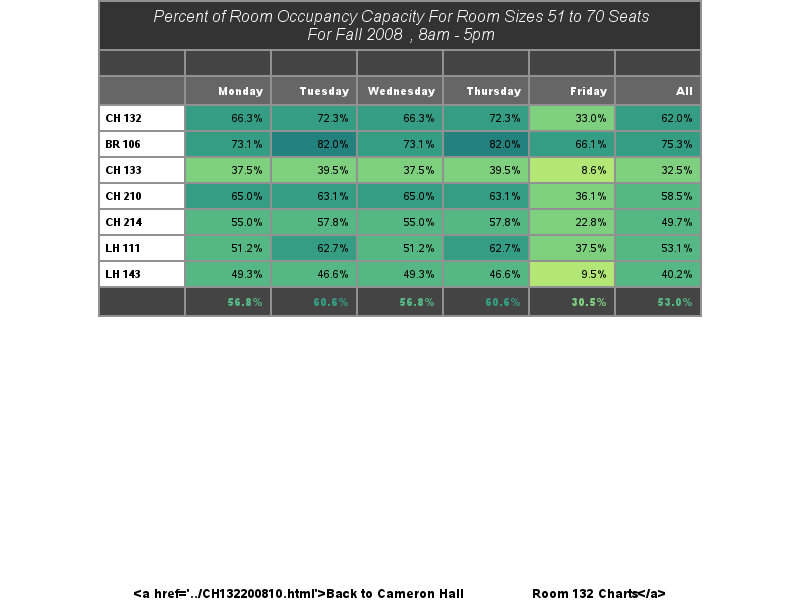 Percent of Room Occupancy Capacity For Room Sizes 51 to 70 Seats
For Fall 2008 , 8am - 5pm
Monday Tuesday Wednesday Thursday Friday All
CH 132 66.3% 72.3% 66.3% 72.3% 33.0% 62.0%
BR 106 73.1% 82.0% 73.1% 82.0% 66.1% 75.3%
CH 133 37.5% 39.5% 37.5% 39.5% 8.6% 32.5%
CH 210 65.0% 63.1% 65.0% 63.1% 36.1% 58.5%
CH 214 55.0% 57.8% 55.0% 57.8% 22.8% 49.7%
LH 111 51.2% 62.7% 51.2% 62.7% 37.5% 53.1%
LH 143 49.3% 46.6% 49.3% 46.6% 9.5% 40.2%
56.8% 60.6% 56.8% 60.6% 30.5% 53.0%
<a href='../CH132200810.html'>Back to Cameron Hall Room 132 Charts</a>